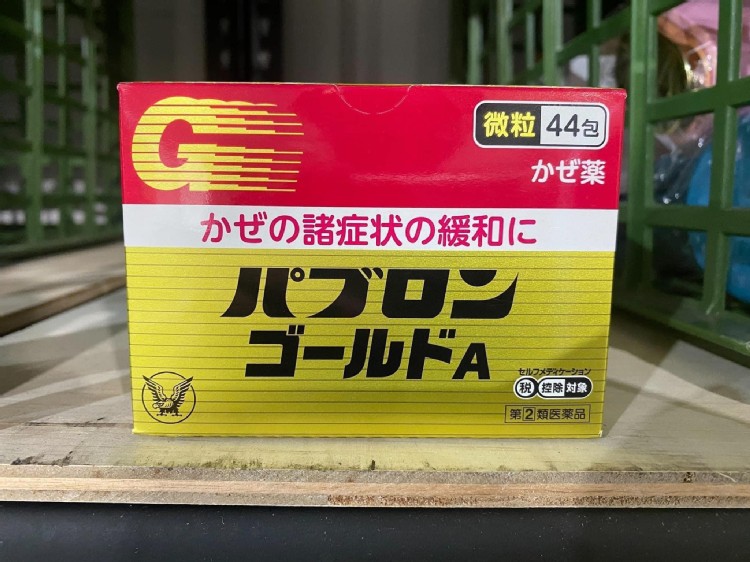 G
微粒 44包
かぜ薬
かぜの諸症状の緩和に
パブロン
ゴールドA
セルフメディケーション
税 控除 対象
第②類医薬品